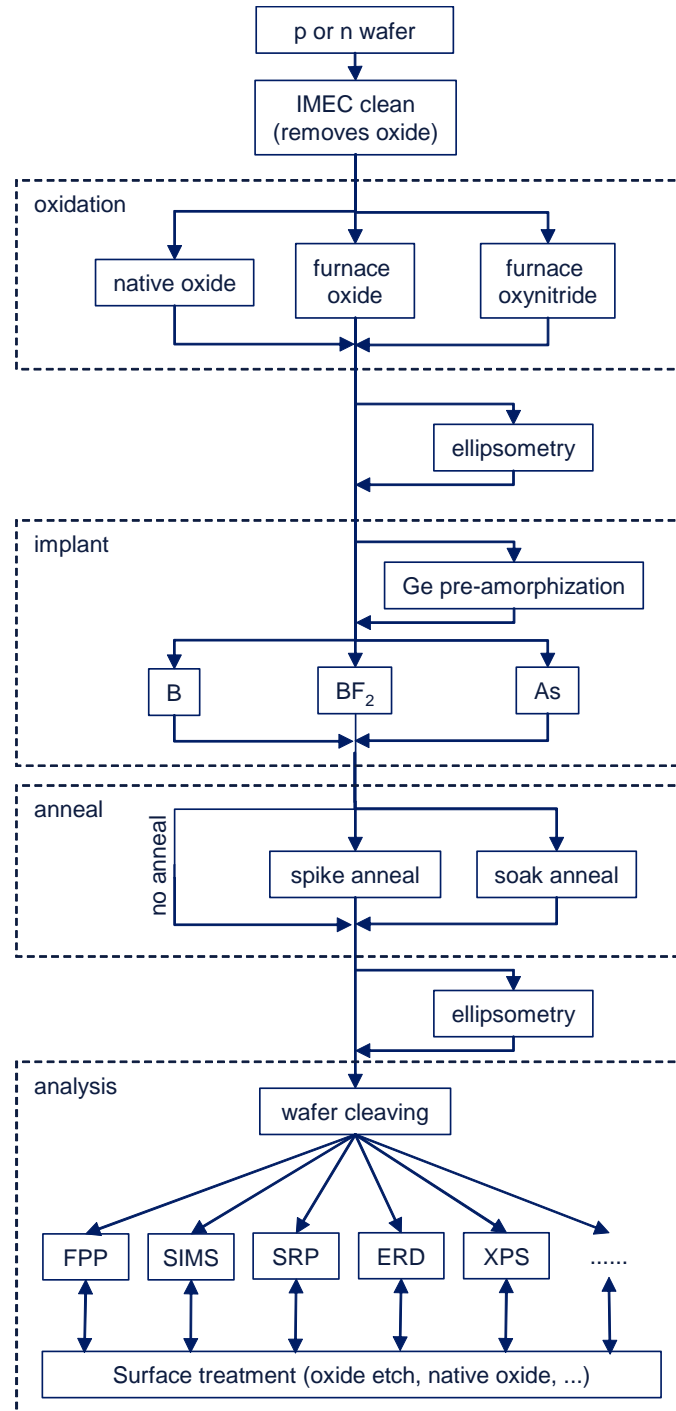 p or n wafer
IMEC clean
(removes oxide)
oxidation
native oxide
furnace
oxide
furnace
oxynitride
ellipsometry
implant
Ge pre-amorphization
B
BF₂
As
anneal
no anneal
spike anneal
soak anneal
ellipsometry
analysis
wafer cleaving
FPP
SIMS
SRP
ERD
XPS
......
Surface treatment (oxide etch, native oxide, ...)